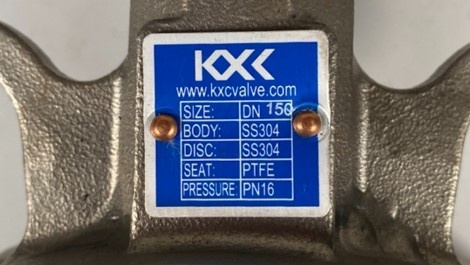 KXC
www.kxcvalve.com
SIZE: DN 150
BODY: SS304
DISC: SS304
SEAT: PTFE
PRESSURE: PN16